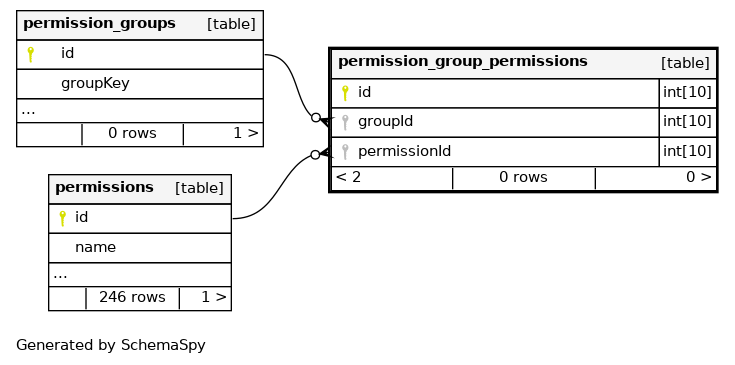 permission_groups [table]
id
groupKey
...
0 rows 1 >
permission_group_permissions [table]
id int[10]
groupId int[10]
permissionId int[10]
< 2 0 rows 0 >
permissions [table]
id
name
...
246 rows 1 >
Generated by SchemaSpy